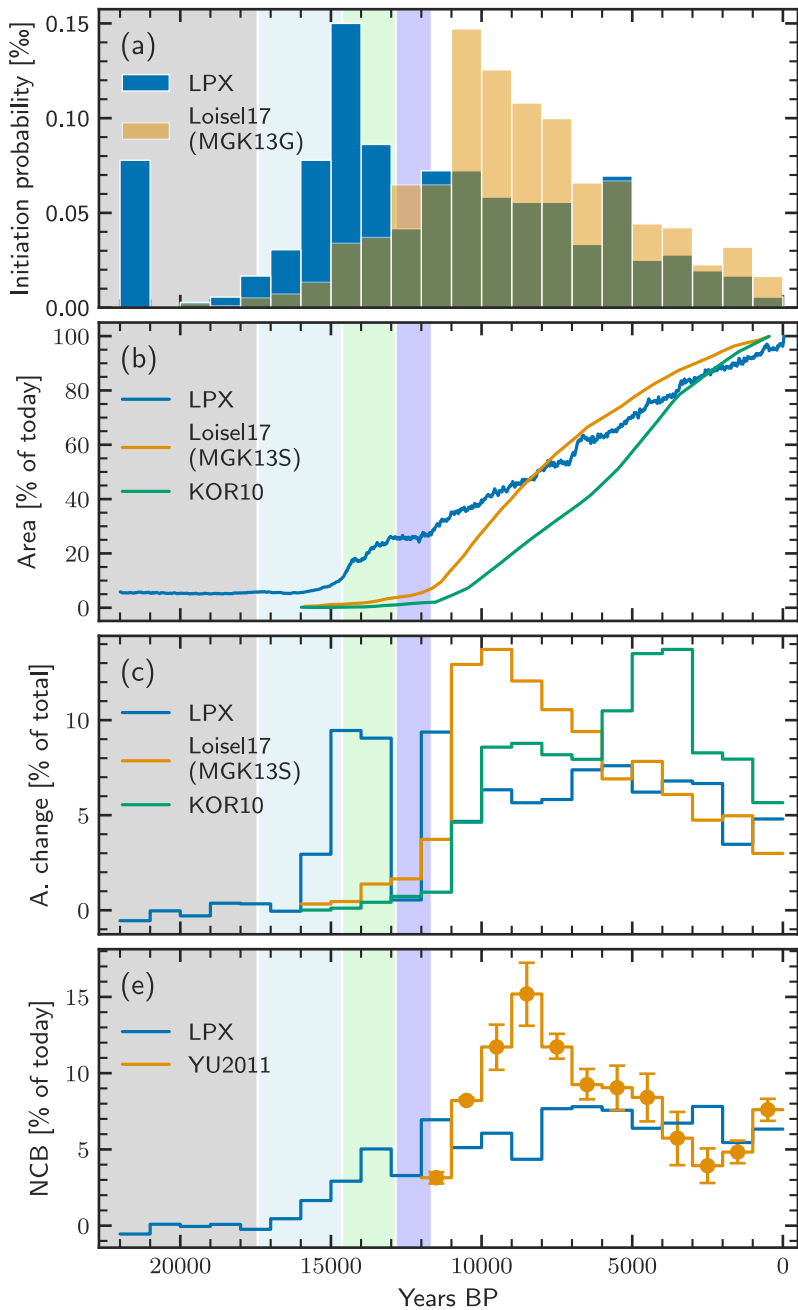 (a)
Initiation probability [‰]
0.15
0.10
0.05
0.00
LPX
Loisel17
(MGK13G)
(b)
Area [% of today]
100
80
60
40
20
0
LPX
Loisel17
(MGK13S)
KOR10
(c)
A. change [% of total]
10
5
0
LPX
Loisel17
(MGK13S)
KOR10
(e)
NCB [% of today]
15
10
5
0
LPX
YU2011
20000 15000 10000 5000 0
Years BP